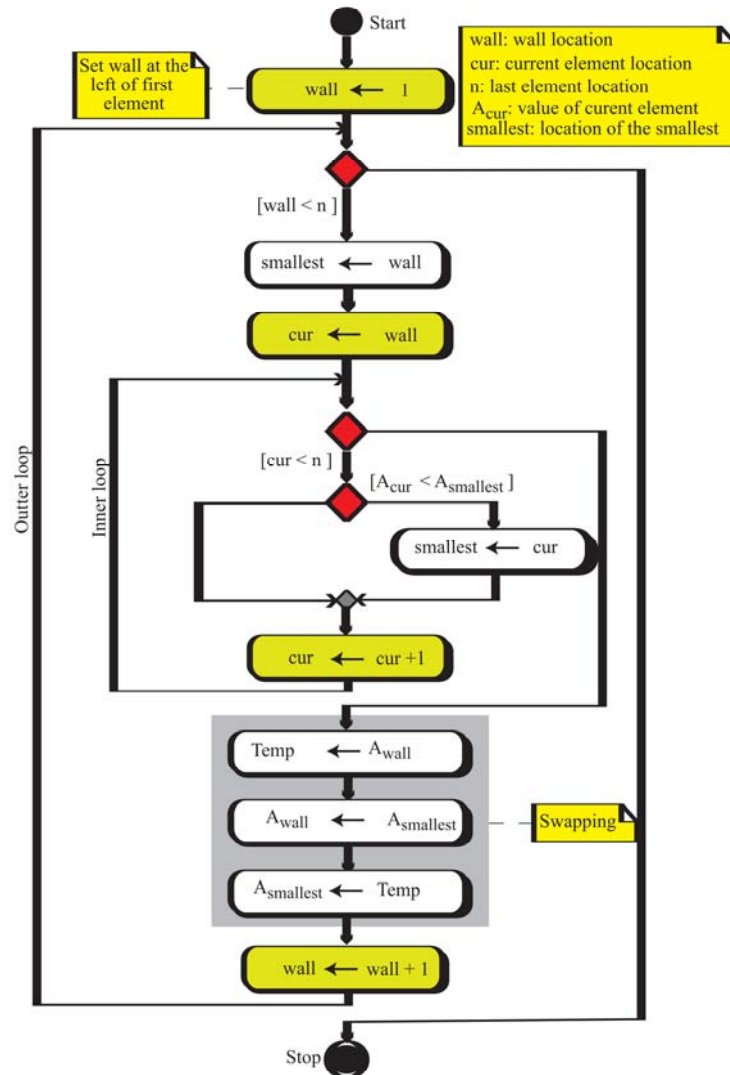 Start
Set wall at the
left of first
element
wall: wall location
cur: current element location
n: last element location
Acur: value of curent element
smallest: location of the smallest
wall ← 1
[wall < n ]
smallest ← wall
cur ← wall
Outter loop
Inner loop
[cur < n ]
[Acur < Asmallest ]
smallest ← cur
cur ← cur +1
Temp ← Awall
Awall ← Asmallest
Swapping
Asmallest ← Temp
wall ← wall + 1
Stop